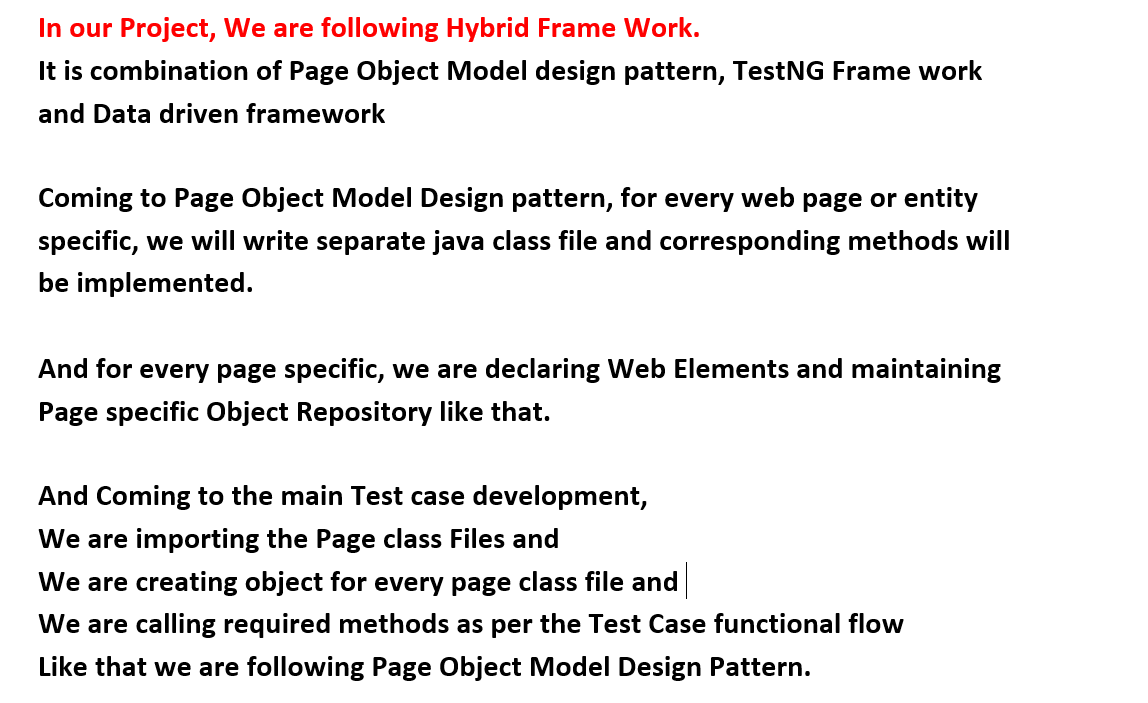 In our Project, We are following Hybrid Frame Work.
It is combination of Page Object Model design pattern, TestNG Frame work
and Data driven framework
Coming to Page Object Model Design pattern, for every web page or entity
specific, we will write separate java class file and corresponding methods will
be implemented.
And for every page specific, we are declaring Web Elements and maintaining
Page specific Object Repository like that.
And Coming to the main Test case development,
We are importing the Page class Files and
We are creating object for every page class file and
We are calling required methods as per the Test Case functional flow
Like that we are following Page Object Model Design Pattern.